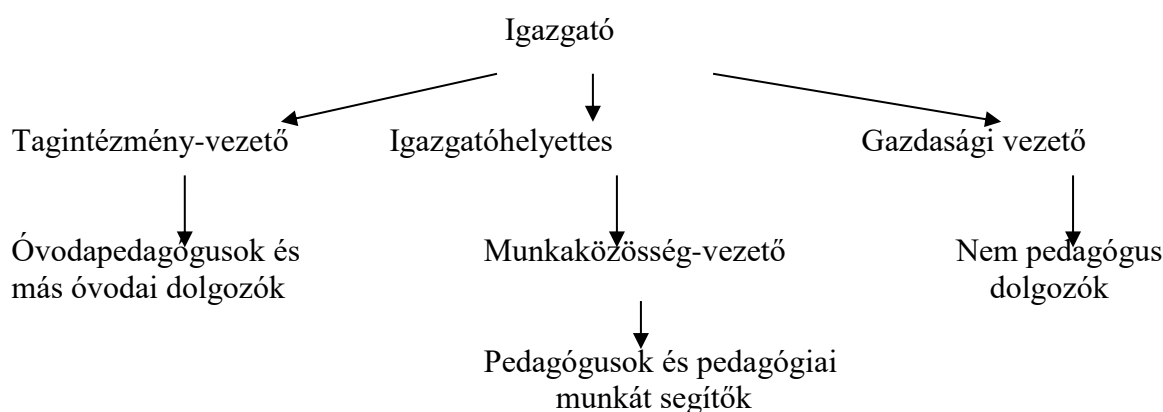 Igazgató
Tagintézmény-vezető Igazgatóhelyettes Gazdasági vezető
Óvodapedagógusok és Munkaközösség-vezető Nem pedagógus
más óvodai dolgozók dolgozók
Pedagógusok és pedagógiai
munkát segítők